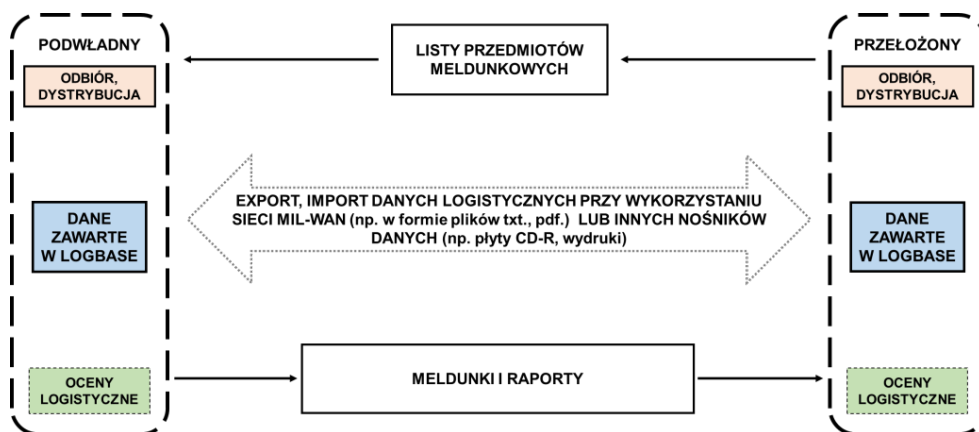 PODWŁADNY
ODBIÓR,
DYSTRYBUCJA
DANE
ZAWARTE
W LOGBASE
OCENY
LOGISTYCZNE
LISTY PRZEDMIOTÓW
MELDUNKOWYCH
EXPORT, IMPORT DANYCH LOGISTYCZNYCH PRZY WYKORZYSTANIU
SIECI MIL-WAN (np. w formie plików txt., pdf.) LUB INNYCH NOŚNIKÓW
DANYCH (np. płyty CD-R, wydruki)
MELDUNKI I RAPORTY
PRZEŁOŻONY
ODBIÓR,
DYSTRYBUCJA
DANE
ZAWARTE
W LOGBASE
OCENY
LOGISTYCZNE